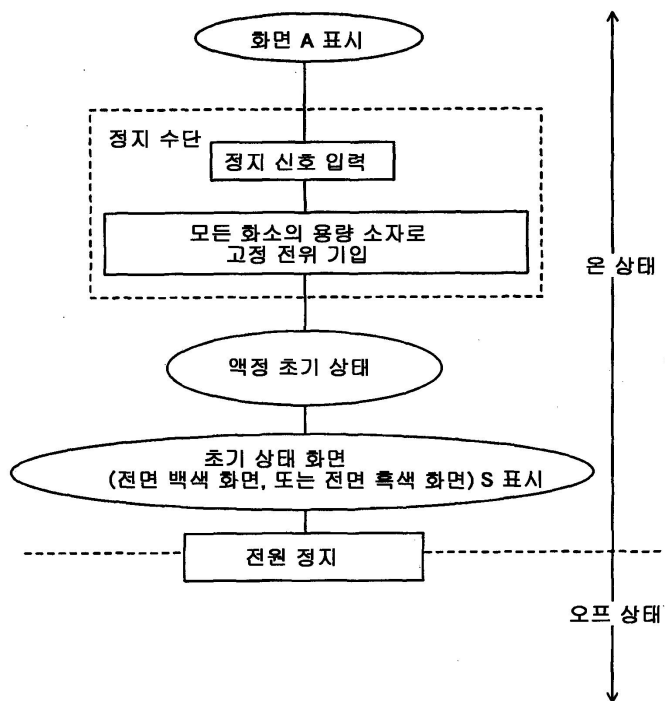 화면 A 표시
정지 수단
정지 신호 입력
모든 화소의 용량 소자로
고정 전위 기입
온 상태
액정 초기 상태
초기 상태 화면
(전면 백색 화면, 또는 전면 흑색 화면) S 표시
전원 정지
오프 상태